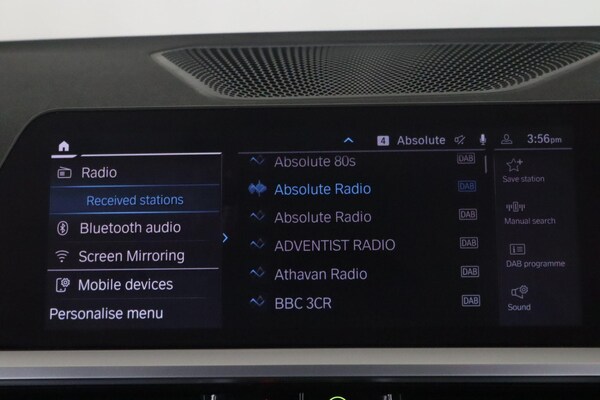 4 Absolute 3:56pm
Radio
Received stations
Bluetooth audio
Screen Mirroring
Mobile devices
Personalise menu
Absolute 80s DAB
Absolute Radio DAB
Absolute Radio DAB
ADVENTIST RADIO DAB
Athavan Radio DAB
BBC 3CR DAB
Save station
Manual search
DAB programme
Sound